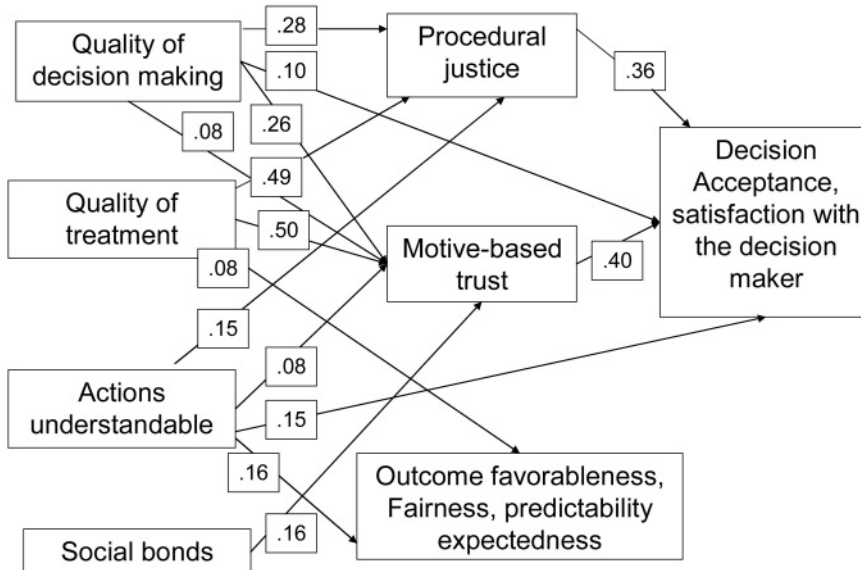 Quality of
decision making
.28
Procedural
justice
.10
.36
.08
.26
Decision
Acceptance,
satisfaction with
the decision
maker
.49
Quality of
treatment
.50
Motive-based
trust
.40
.08
.15
.08
Actions
understandable
.15
.16
Outcome favorableness,
Fairness, predictability
expectedness
.16
Social bonds